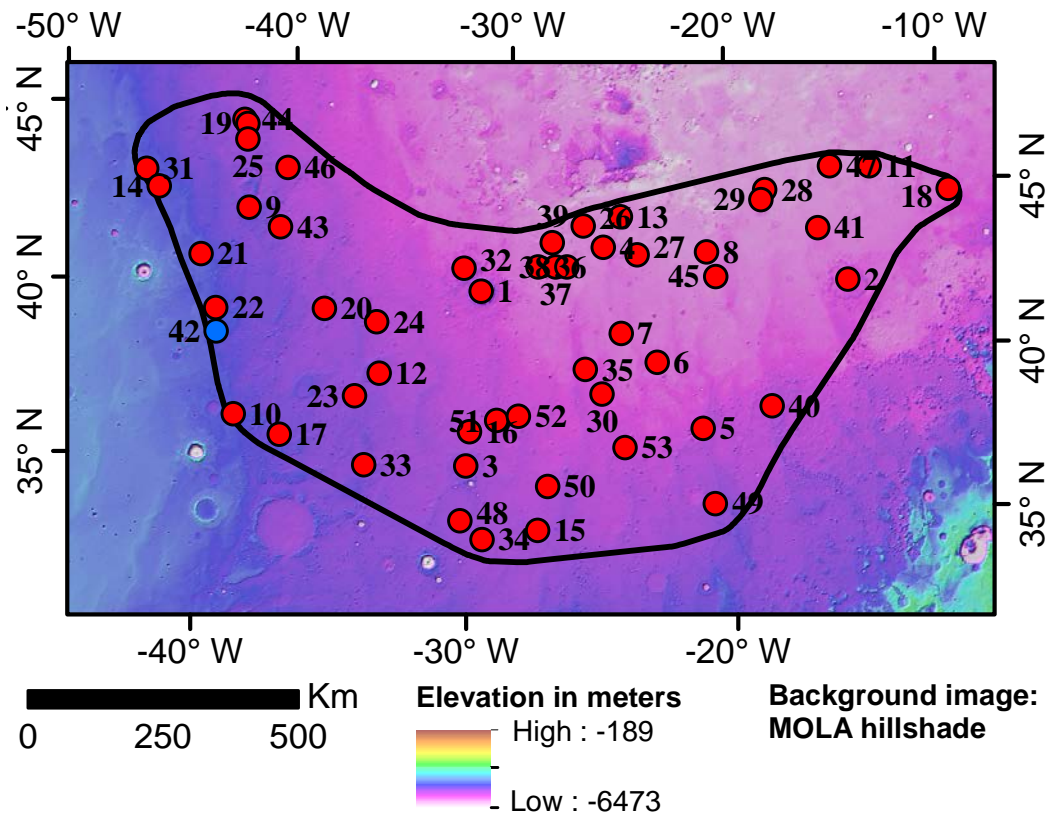 -50° W -40° W -30° W -20° W -10° W
45° N
40° N
35° N
45° N
40° N
35° N
19 44
25 46
31
14
9
43
21
22
42
20
24
12
23
10
17
33
32
1
39 26 13
4 27
38 36
37
8
45
29 28
47 11
18
41
2
7
6
35
30
40
5
53
51 16 52
3
50
48
34 15
49
-40° W -30° W -20° W
Km
0 250 500
Elevation in meters
High : -189
Low : -6473
Background image:
MOLA hillshade